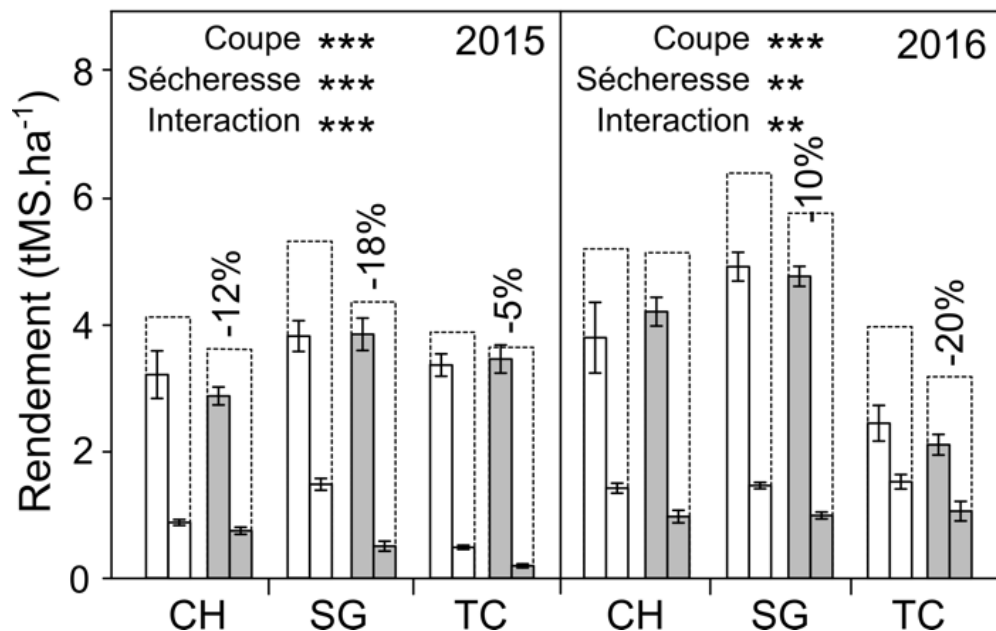 Rendement (tMS.ha⁻¹)
8
6
4
2
0
Coupe ***
Sécheresse ***
Interaction ***
2015
-12%
-18%
-5%
CH SG TC
Coupe ***
Sécheresse **
Interaction **
2016
-10%
-20%
CH SG TC